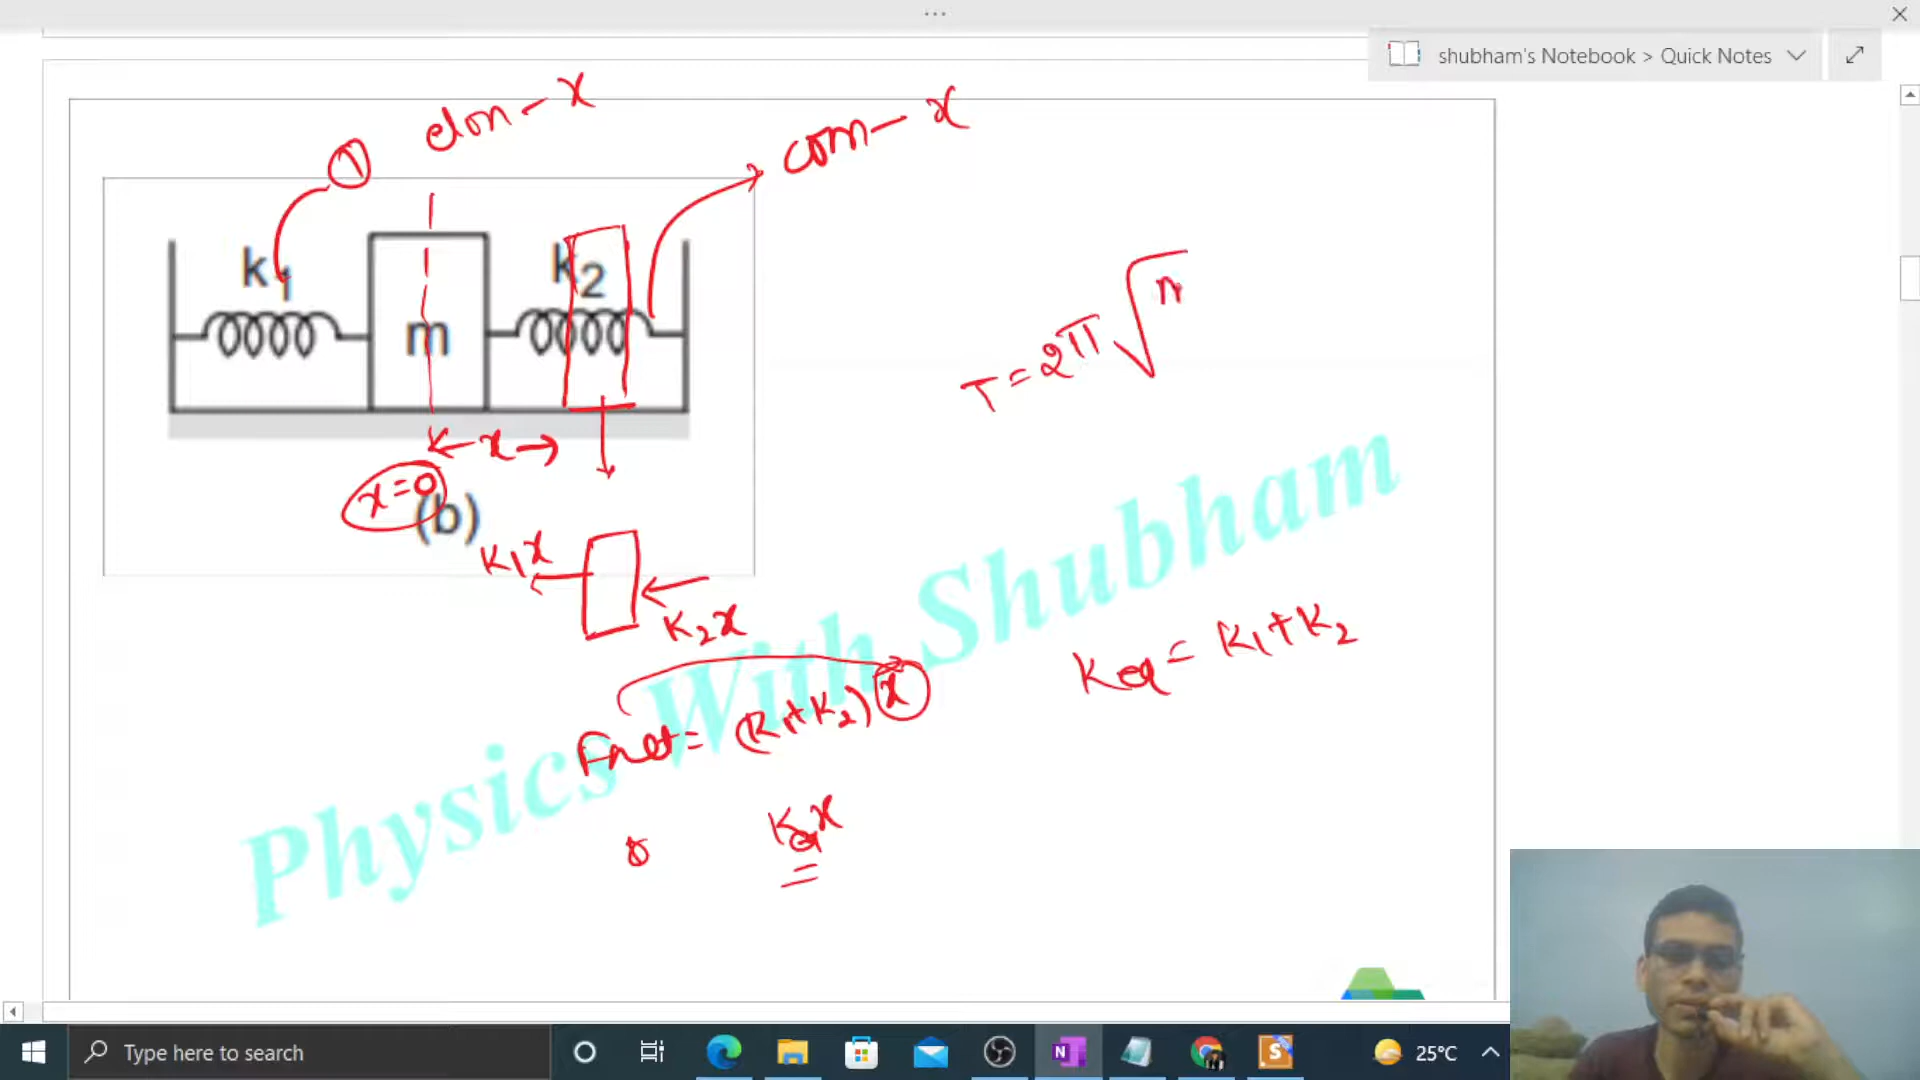 ...
shubham's Notebook > Quick Notes
elon - x
com - x
1
k1
k2
m
T = 2π √m
x
x=0
(b)
K1x
K2x
Keq = K1+K2
Fnet = (K1+K2)x
Keqx
Physics With Shubham
Type here to search
25°C